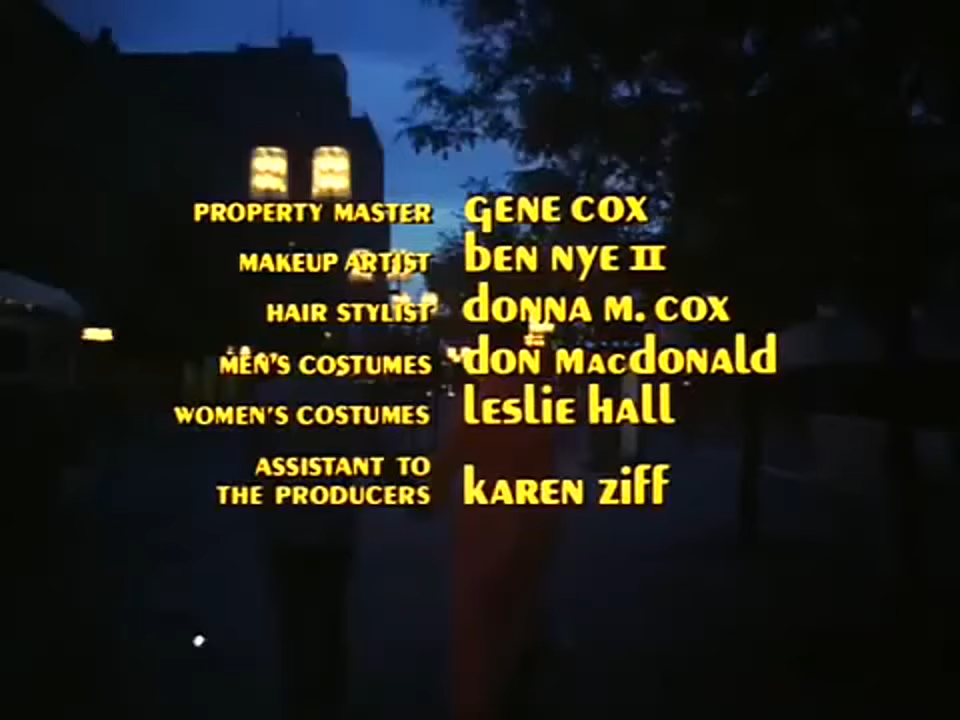 PROPERTY MASTER GENE COX
MAKEUP ARTIST BEN NYE II
HAIR STYLIST DONNA M. COX
MEN'S COSTUMES DON MACDONALD
WOMEN'S COSTUMES LESLIE HALL
ASSISTANT TO
THE PRODUCERS KAREN ZIFF